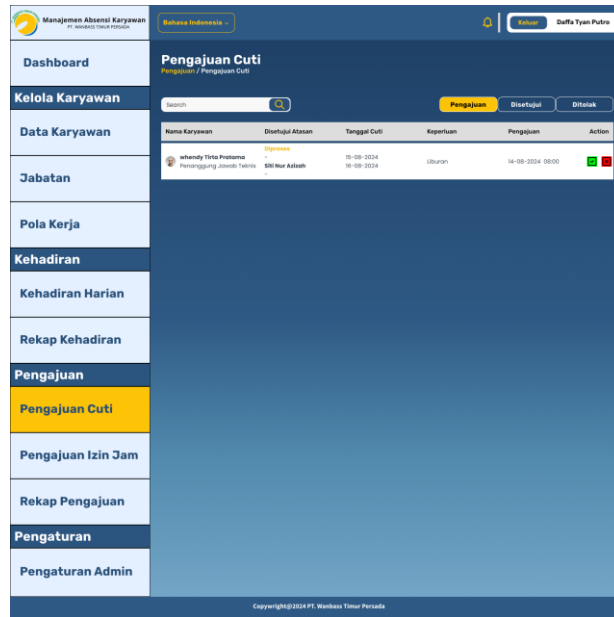 Manajemen Absensi Karyawan
PT. WANBASS TIMUR PERSADA
Bahasa Indonesia
Keluar
Daffa Tyan Putro
Dashboard
Kelola Karyawan
Data Karyawan
Jabatan
Pola Kerja
Kehadiran
Kehadiran Harian
Rekap Kehadiran
Pengajuan
Pengajuan Cuti
Pengajuan Izin Jam
Rekap Pengajuan
Pengaturan
Pengaturan Admin
Pengajuan Cuti
Pengajuan / Pengajuan Cuti
Search
Pengajuan Disetujui Ditolak
Nama Karyawan Disetujui Atasan Tanggal Cuti Keperluan Pengajuan Action
Diproses
-
whendy Tirta Pratama
Penanggung Jawab Teknis
Siti Nur Azizah
-
15-08-2024
16-08-2024
Liburan
14-08-2024 08:00
Copywright@2024 PT. Wanbass Timur Persada